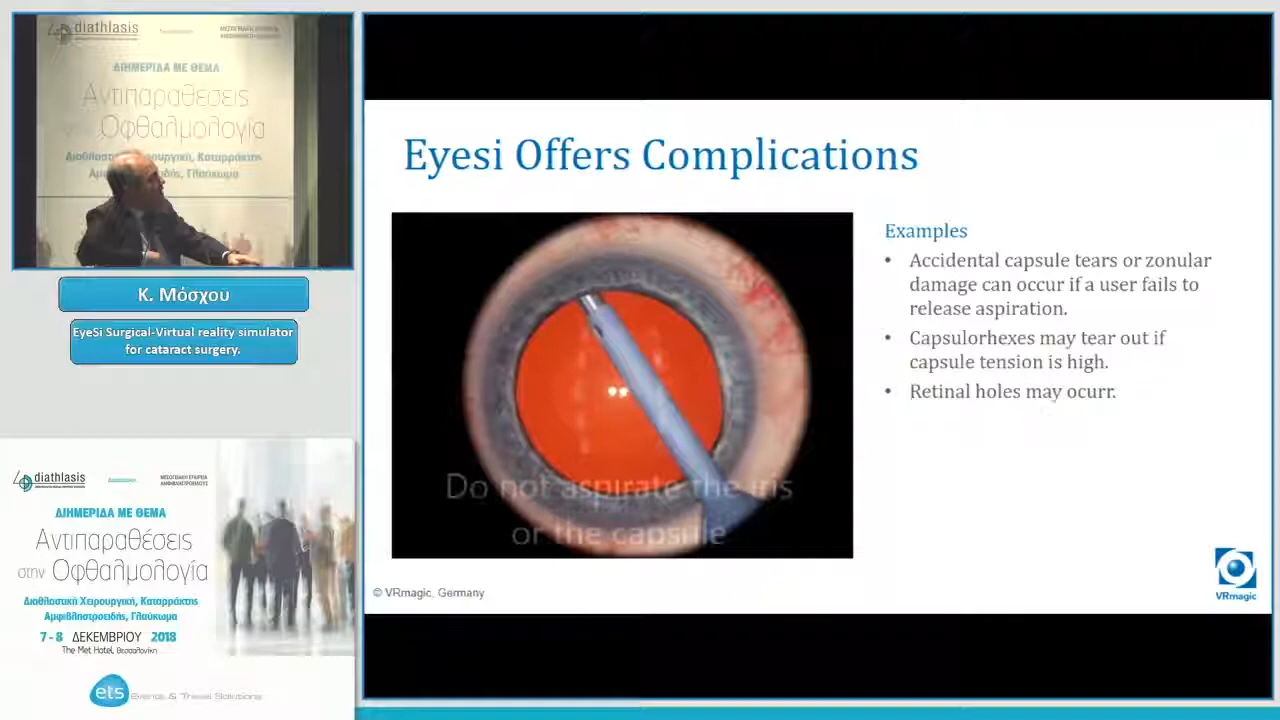 diathlasis
ΔΙΗΜΕΡΙΔΑ ΜΕ ΘΕΜΑ
Αντιπαραθέσεις
Οφθαλμολογία
Κ. Μόσχου
EyeSi Surgical-Virtual reality simulator
for cataract surgery.
diathlasis
ΔΙΗΜΕΡΙΔΑ ΜΕ ΘΕΜΑ
Αντιπαραθέσεις
στην Οφθαλμολογία
Διαθλαστική Χειρουργική, Καταρράκτης
Αμφιβληστροειδής, Γλαύκωμα
7 - 8 ΔΕΚΕΜΒΡΙΟΥ 2018
The Met Hotel, Θεσσαλονίκη
ets Events & Travel Solutions
Eyesi Offers Complications
Do not aspirate the iris
or the capsule
Examples
• Accidental capsule tears or zonular
damage can occur if a user fails to
release aspiration.
• Capsulorhexes may tear out if
capsule tension is high.
• Retinal holes may ocurr.
© VRmagic, Germany
VRmagic